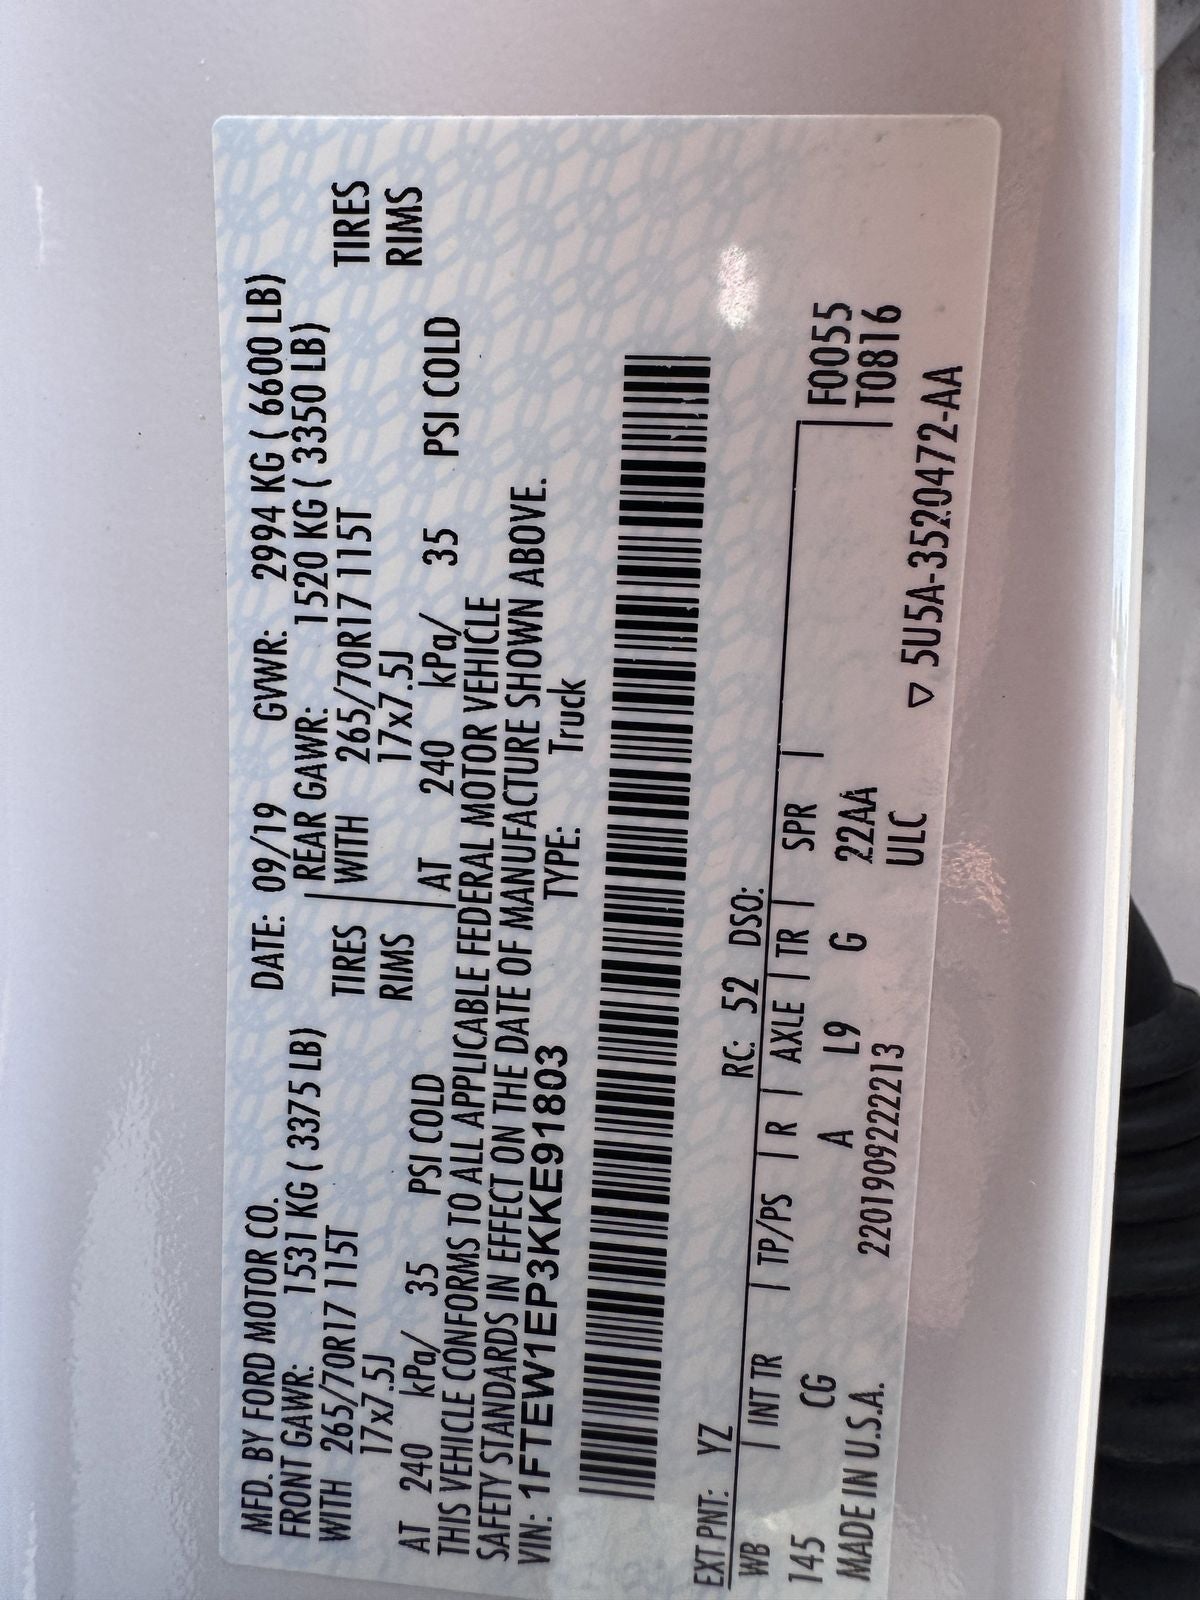 MFD. BY FORD MOTOR CO. DATE: 09/19 GVWR: 2994 KG ( 6600 LB)
FRONT GAWR: 1531 KG ( 3375 LB) REAR GAWR: 1520 KG ( 3350 LB)
WITH 265/70R17 115T TIRES WITH 265/70R17 115T TIRES
17x7.5J RIMS 17x7.5J RIMS
AT 240 kPa/ 35 PSI COLD AT 240 kPa/ 35 PSI COLD
THIS VEHICLE CONFORMS TO ALL APPLICABLE FEDERAL MOTOR VEHICLE
SAFETY STANDARDS IN EFFECT ON THE DATE OF MANUFACTURE SHOWN ABOVE.
VIN: 1FTEW1EP3KKE91803 TYPE: Truck
EXT PNT: YZ RC: 52 DSO:
WB | INT TR | TP/PS | R | AXLE | TR | SPR | F0055
145 CG A L9 G 22AA T0816
MADE IN U.S.A. 220190922213 ULC ▽ 5U5A-3520472-AA